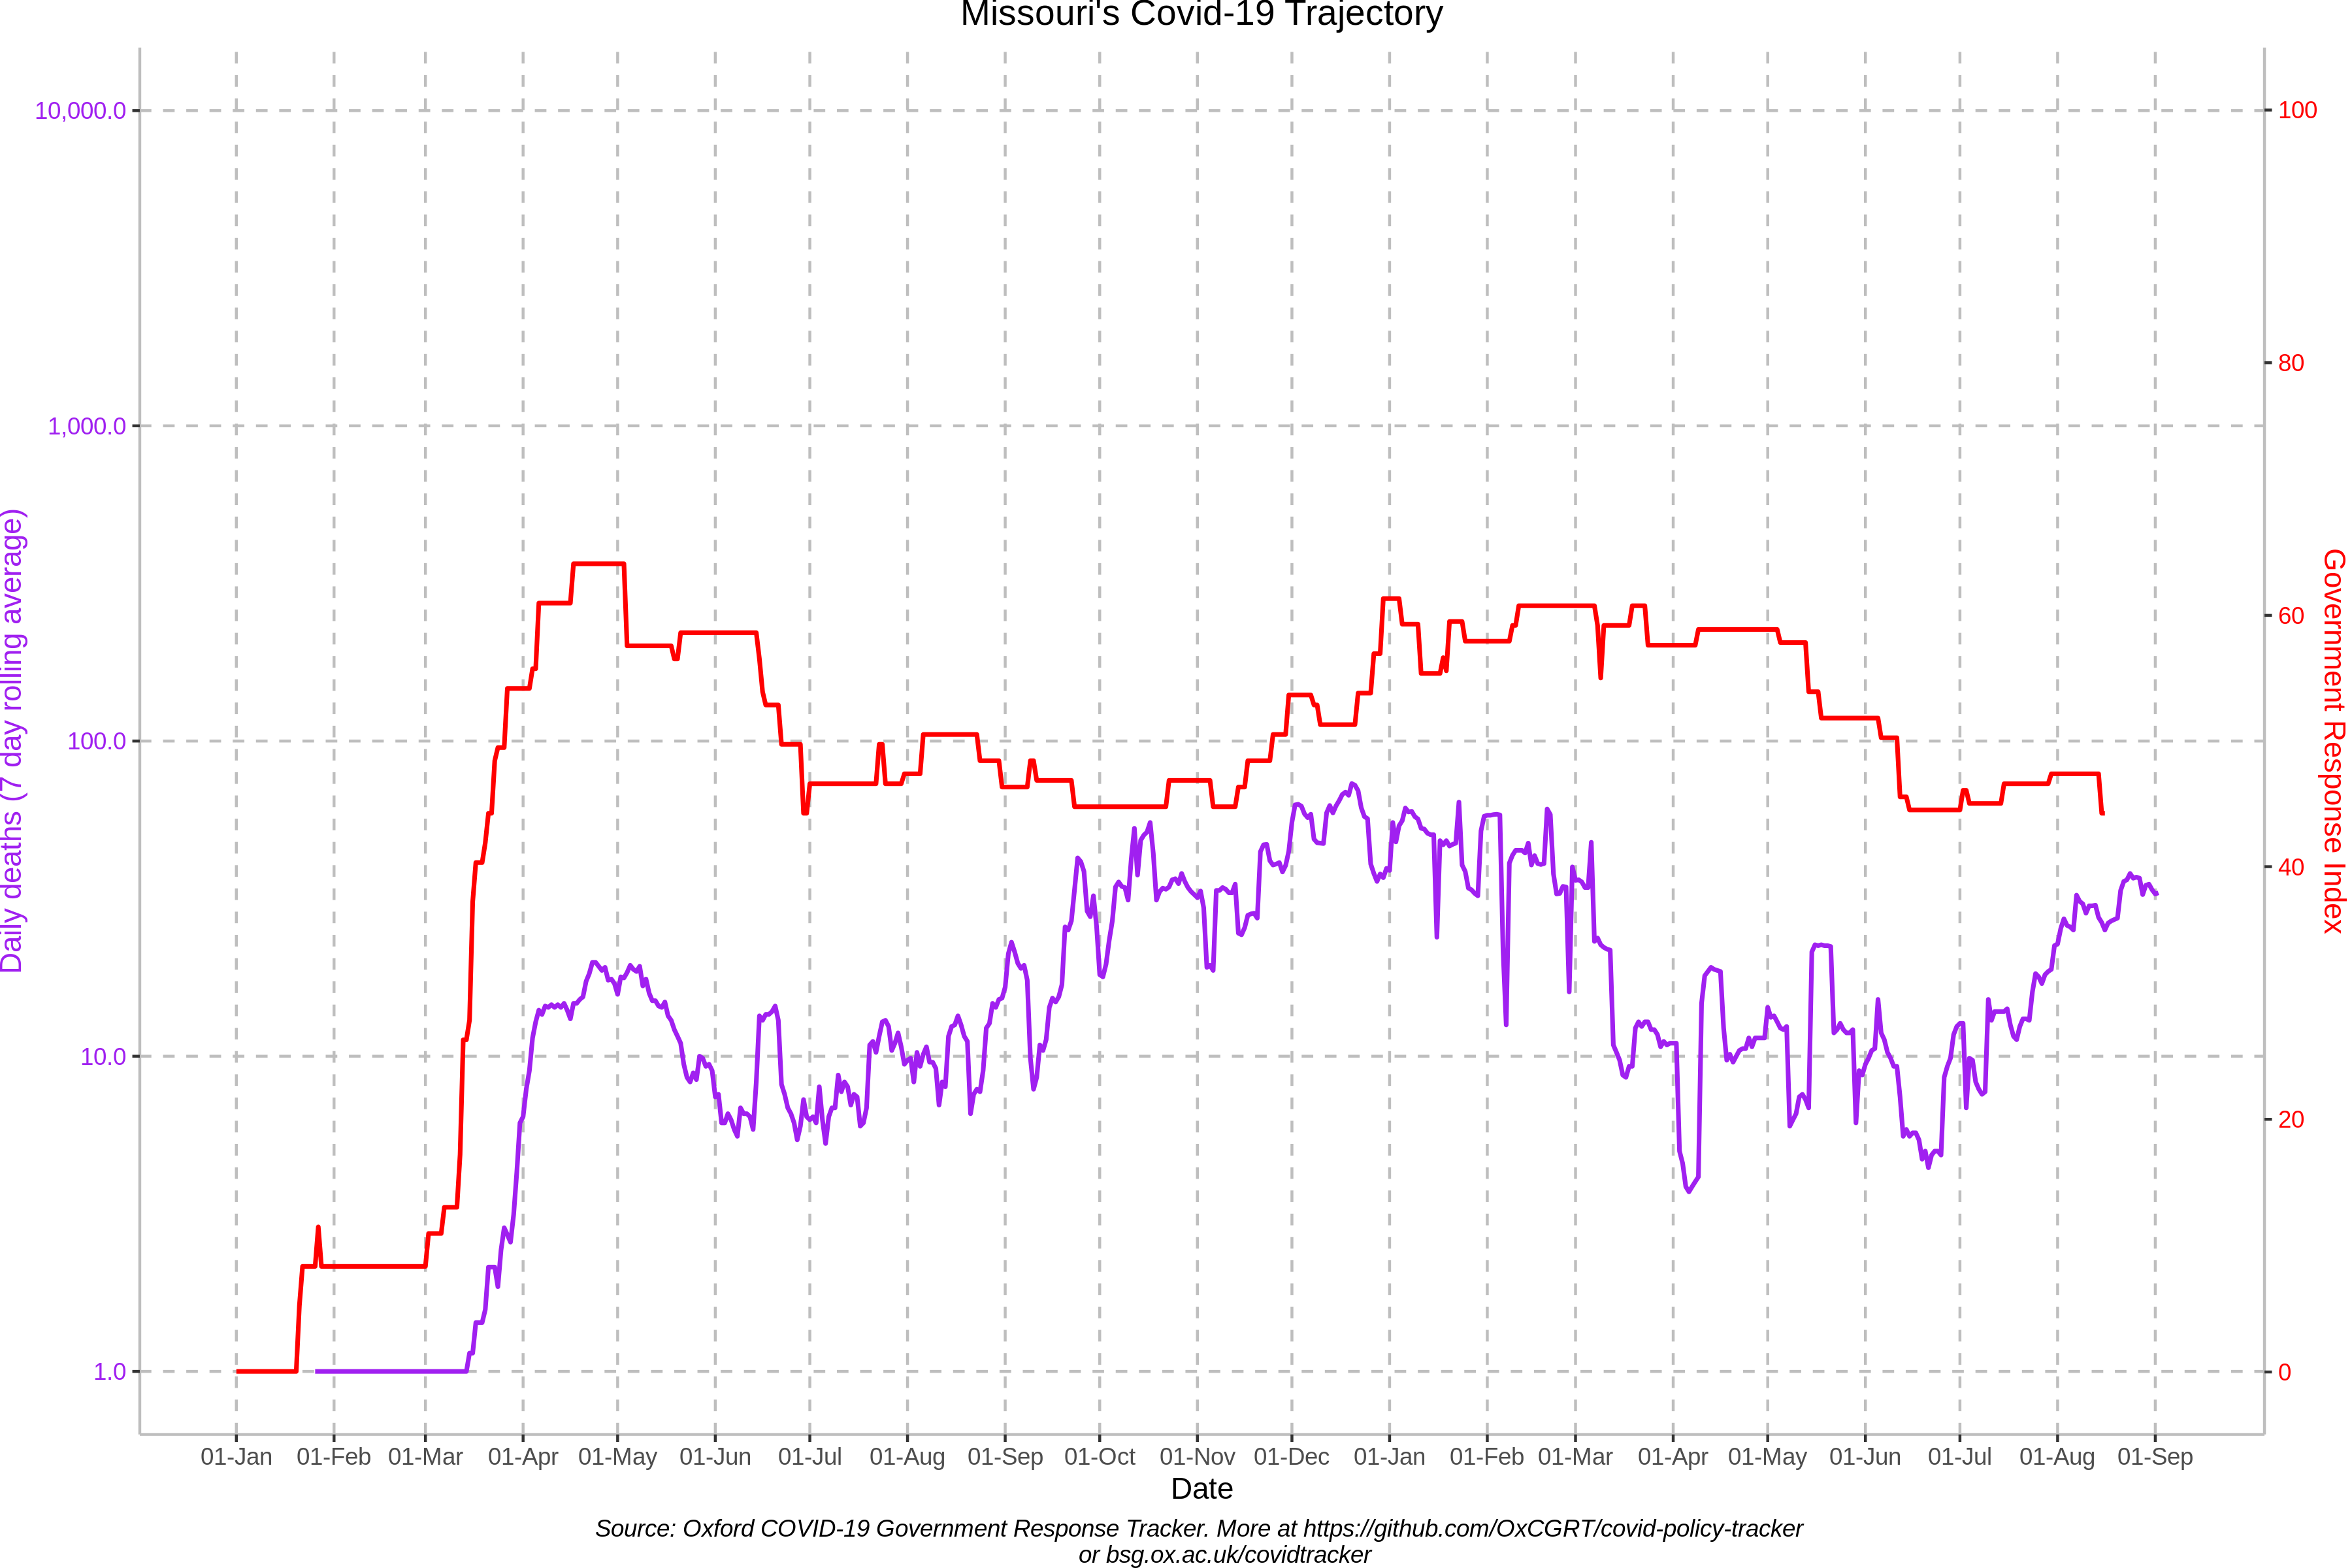 Missouri's Covid-19 Trajectory
10,000.0
1,000.0
100.0
10.0
1.0
Daily deaths (7 day rolling average)
100
80
60
40
20
0
Government Response Index
01-Jan 01-Feb 01-Mar 01-Apr 01-May 01-Jun 01-Jul 01-Aug 01-Sep 01-Oct 01-Nov 01-Dec 01-Jan 01-Feb 01-Mar 01-Apr 01-May 01-Jun 01-Jul 01-Aug 01-Sep
Date
Source: Oxford COVID-19 Government Response Tracker. More at https://github.com/OxCGRT/covid-policy-tracker
or bsg.ox.ac.uk/covidtracker